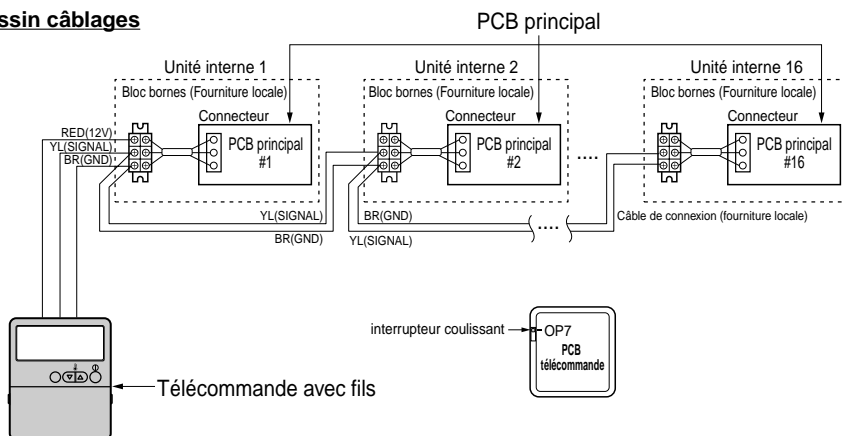 ssin câblages
PCB principal
Unité interne 1
Unité interne 2
Unité interne 16
Bloc bornes (Fourniture locale)
Bloc bornes (Fourniture locale)
Bloc bornes (Fourniture locale)
Connecteur
Connecteur
Connecteur
RED(12V)
YL(SIGNAL)
BR(GND)
PCB principal
#1
PCB principal
#2
....
PCB principal
#16
YL(SIGNAL)
BR(GND)
BR(GND)
YL(SIGNAL)
....
Câble de connexion (fourniture locale)
interrupteur coulissant
OP7
PCB
télécommande
Télécommande avec fils